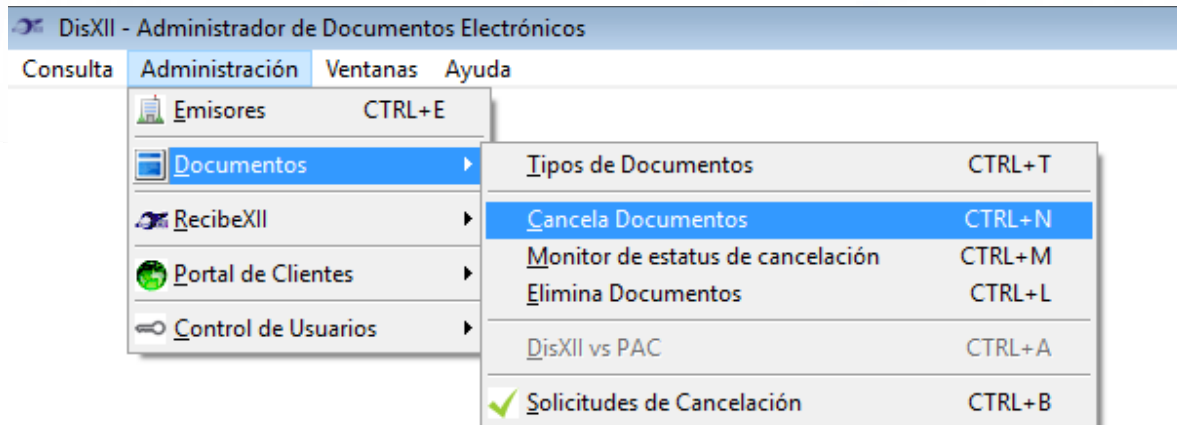 DisXII - Administrador de Documentos Electrónicos
Consulta Administración Ventanas Ayuda
Emisores CTRL+E
Documentos
RecibeXII
Portal de Clientes
Control de Usuarios
Tipos de Documentos CTRL+T
Cancela Documentos CTRL+N
Monitor de estatus de cancelación CTRL+M
Elimina Documentos CTRL+L
DisXII vs PAC CTRL+A
Solicitudes de Cancelación CTRL+B